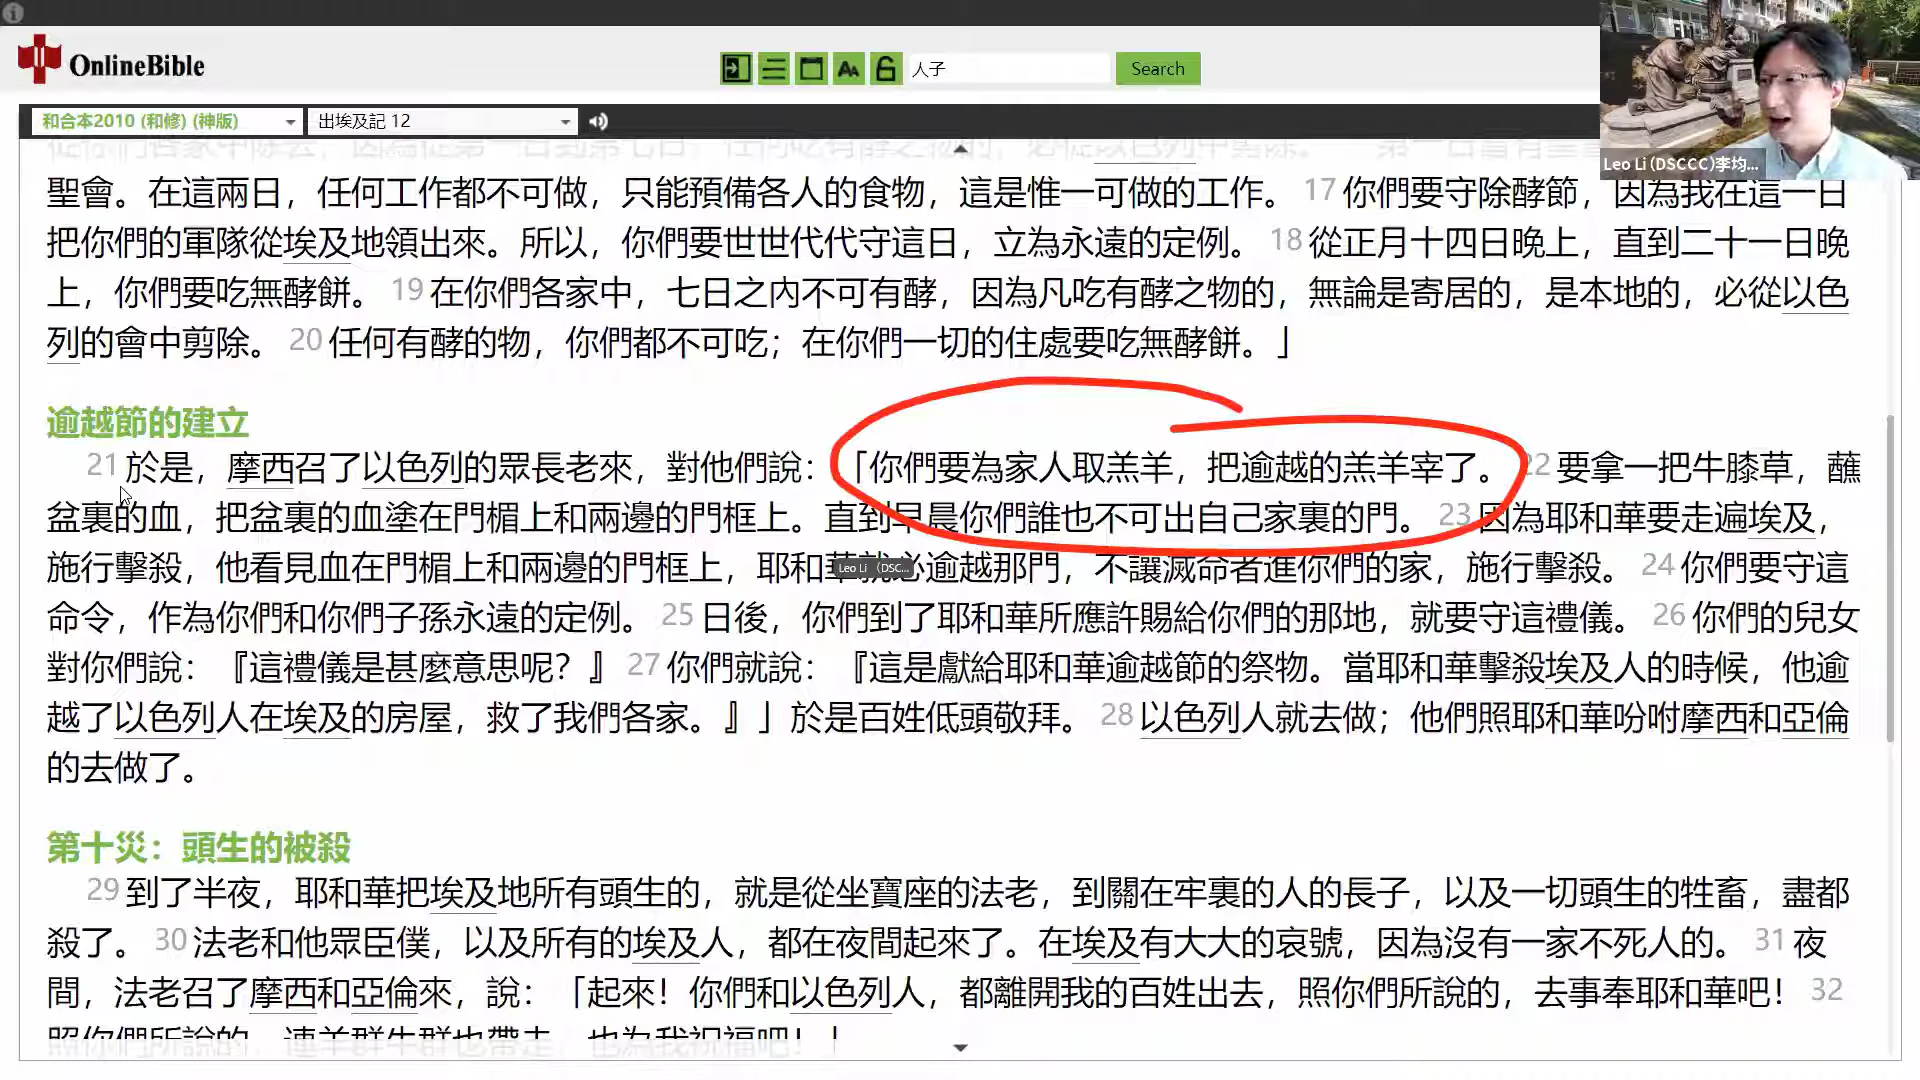 OnlineBible
人子
Search
和合本2010 (和修) (神版)
出埃及記 12
Leo Li (DSCCC)李均...
聖會。在這兩日，任何工作都不可做，只能預備各人的食物，這是惟一可做的工作。 17 你們要守除酵節，因為我在這一日
把你們的軍隊從埃及地領出來。所以，你們要世世代代守這日，立為永遠的定例。 18 從正月十四日晚上，直到二十一日晚
上，你們要吃無酵餅。 19 在你們各家中，七日之內不可有酵，因為凡吃有酵之物的，無論是寄居的，是本地的，必從以色
列的會中剪除。 20 任何有酵的物，你們都不可吃；在你們一切的住處要吃無酵餅。」
逾越節的建立
21 於是，摩西召了以色列的眾長老來，對他們說：「你們要為家人取羔羊，把逾越的羔羊宰了。 22 要拿一把牛膝草，蘸
盆裏的血，把盆裏的血塗在門楣上和兩邊的門框上。直到早晨你們誰也不可出自己家裏的門。 23 因為耶和華要走遍埃及，
施行擊殺，他看見血在門楣上和兩邊的門框上，耶和華就必逾越那門，不讓滅命者進你們的家，施行擊殺。 24 你們要守這
Leo Li (DSC...
命令，作為你們和你們子孫永遠的定例。 25 日後，你們到了耶和華所應許賜給你們的那地，就要守這禮儀。 26 你們的兒女
對你們說：『這禮儀是甚麼意思呢？』 27 你們就說：『這是獻給耶和華逾越節的祭物。當耶和華擊殺埃及人的時候，他逾
越了以色列人在埃及的房屋，救了我們各家。』」於是百姓低頭敬拜。 28 以色列人就去做；他們照耶和華吩咐摩西和亞倫
的去做了。
第十災：頭生的被殺
29 到了半夜，耶和華把埃及地所有頭生的，就是從坐寶座的法老，到關在牢裏的人的長子，以及一切頭生的牲畜，盡都
殺了。 30 法老和他眾臣僕，以及所有的埃及人，都在夜間起來了。在埃及有大大的哀號，因為沒有一家不死人的。 31 夜
間，法老召了摩西和亞倫來，說：「起來！你們和以色列人，都離開我的百姓出去，照你們所說的，去事奉耶和華吧！ 32
照你們所說的，連羊群牛群也帶走，也為我祝福吧！」